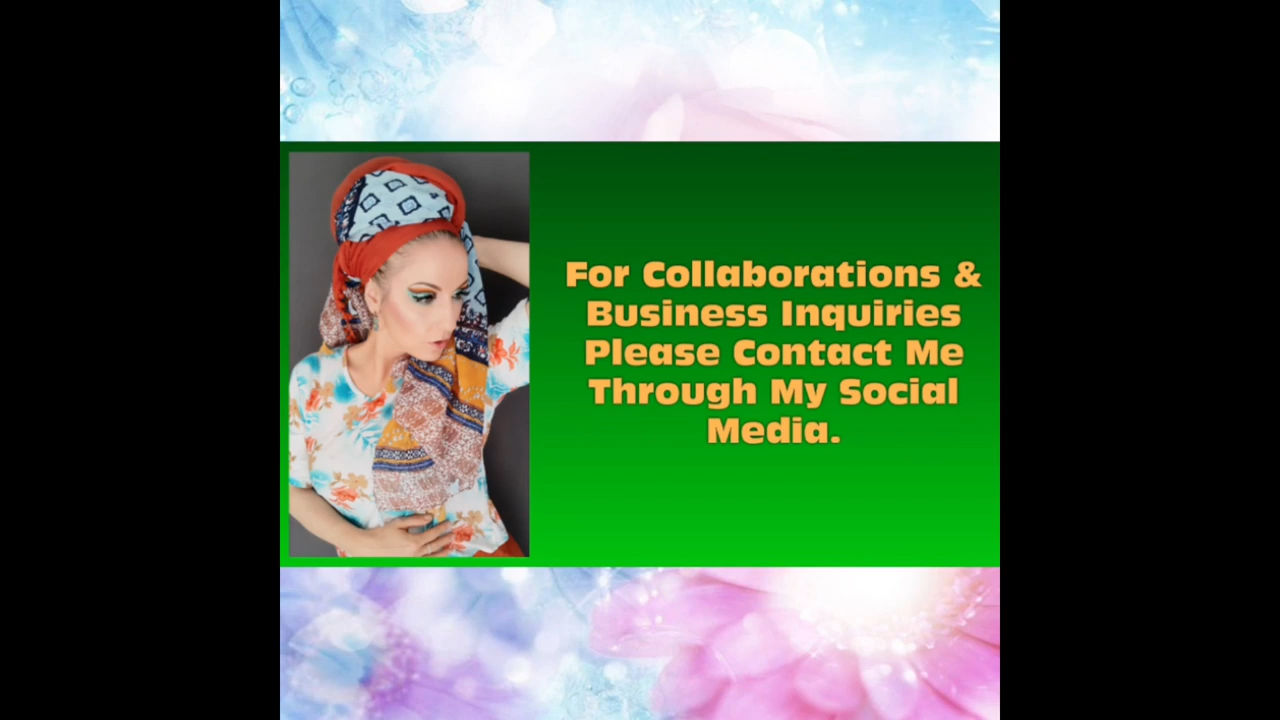 For Collaborations &
Business Inquiries
Please Contact Me
Through My Social
Media.